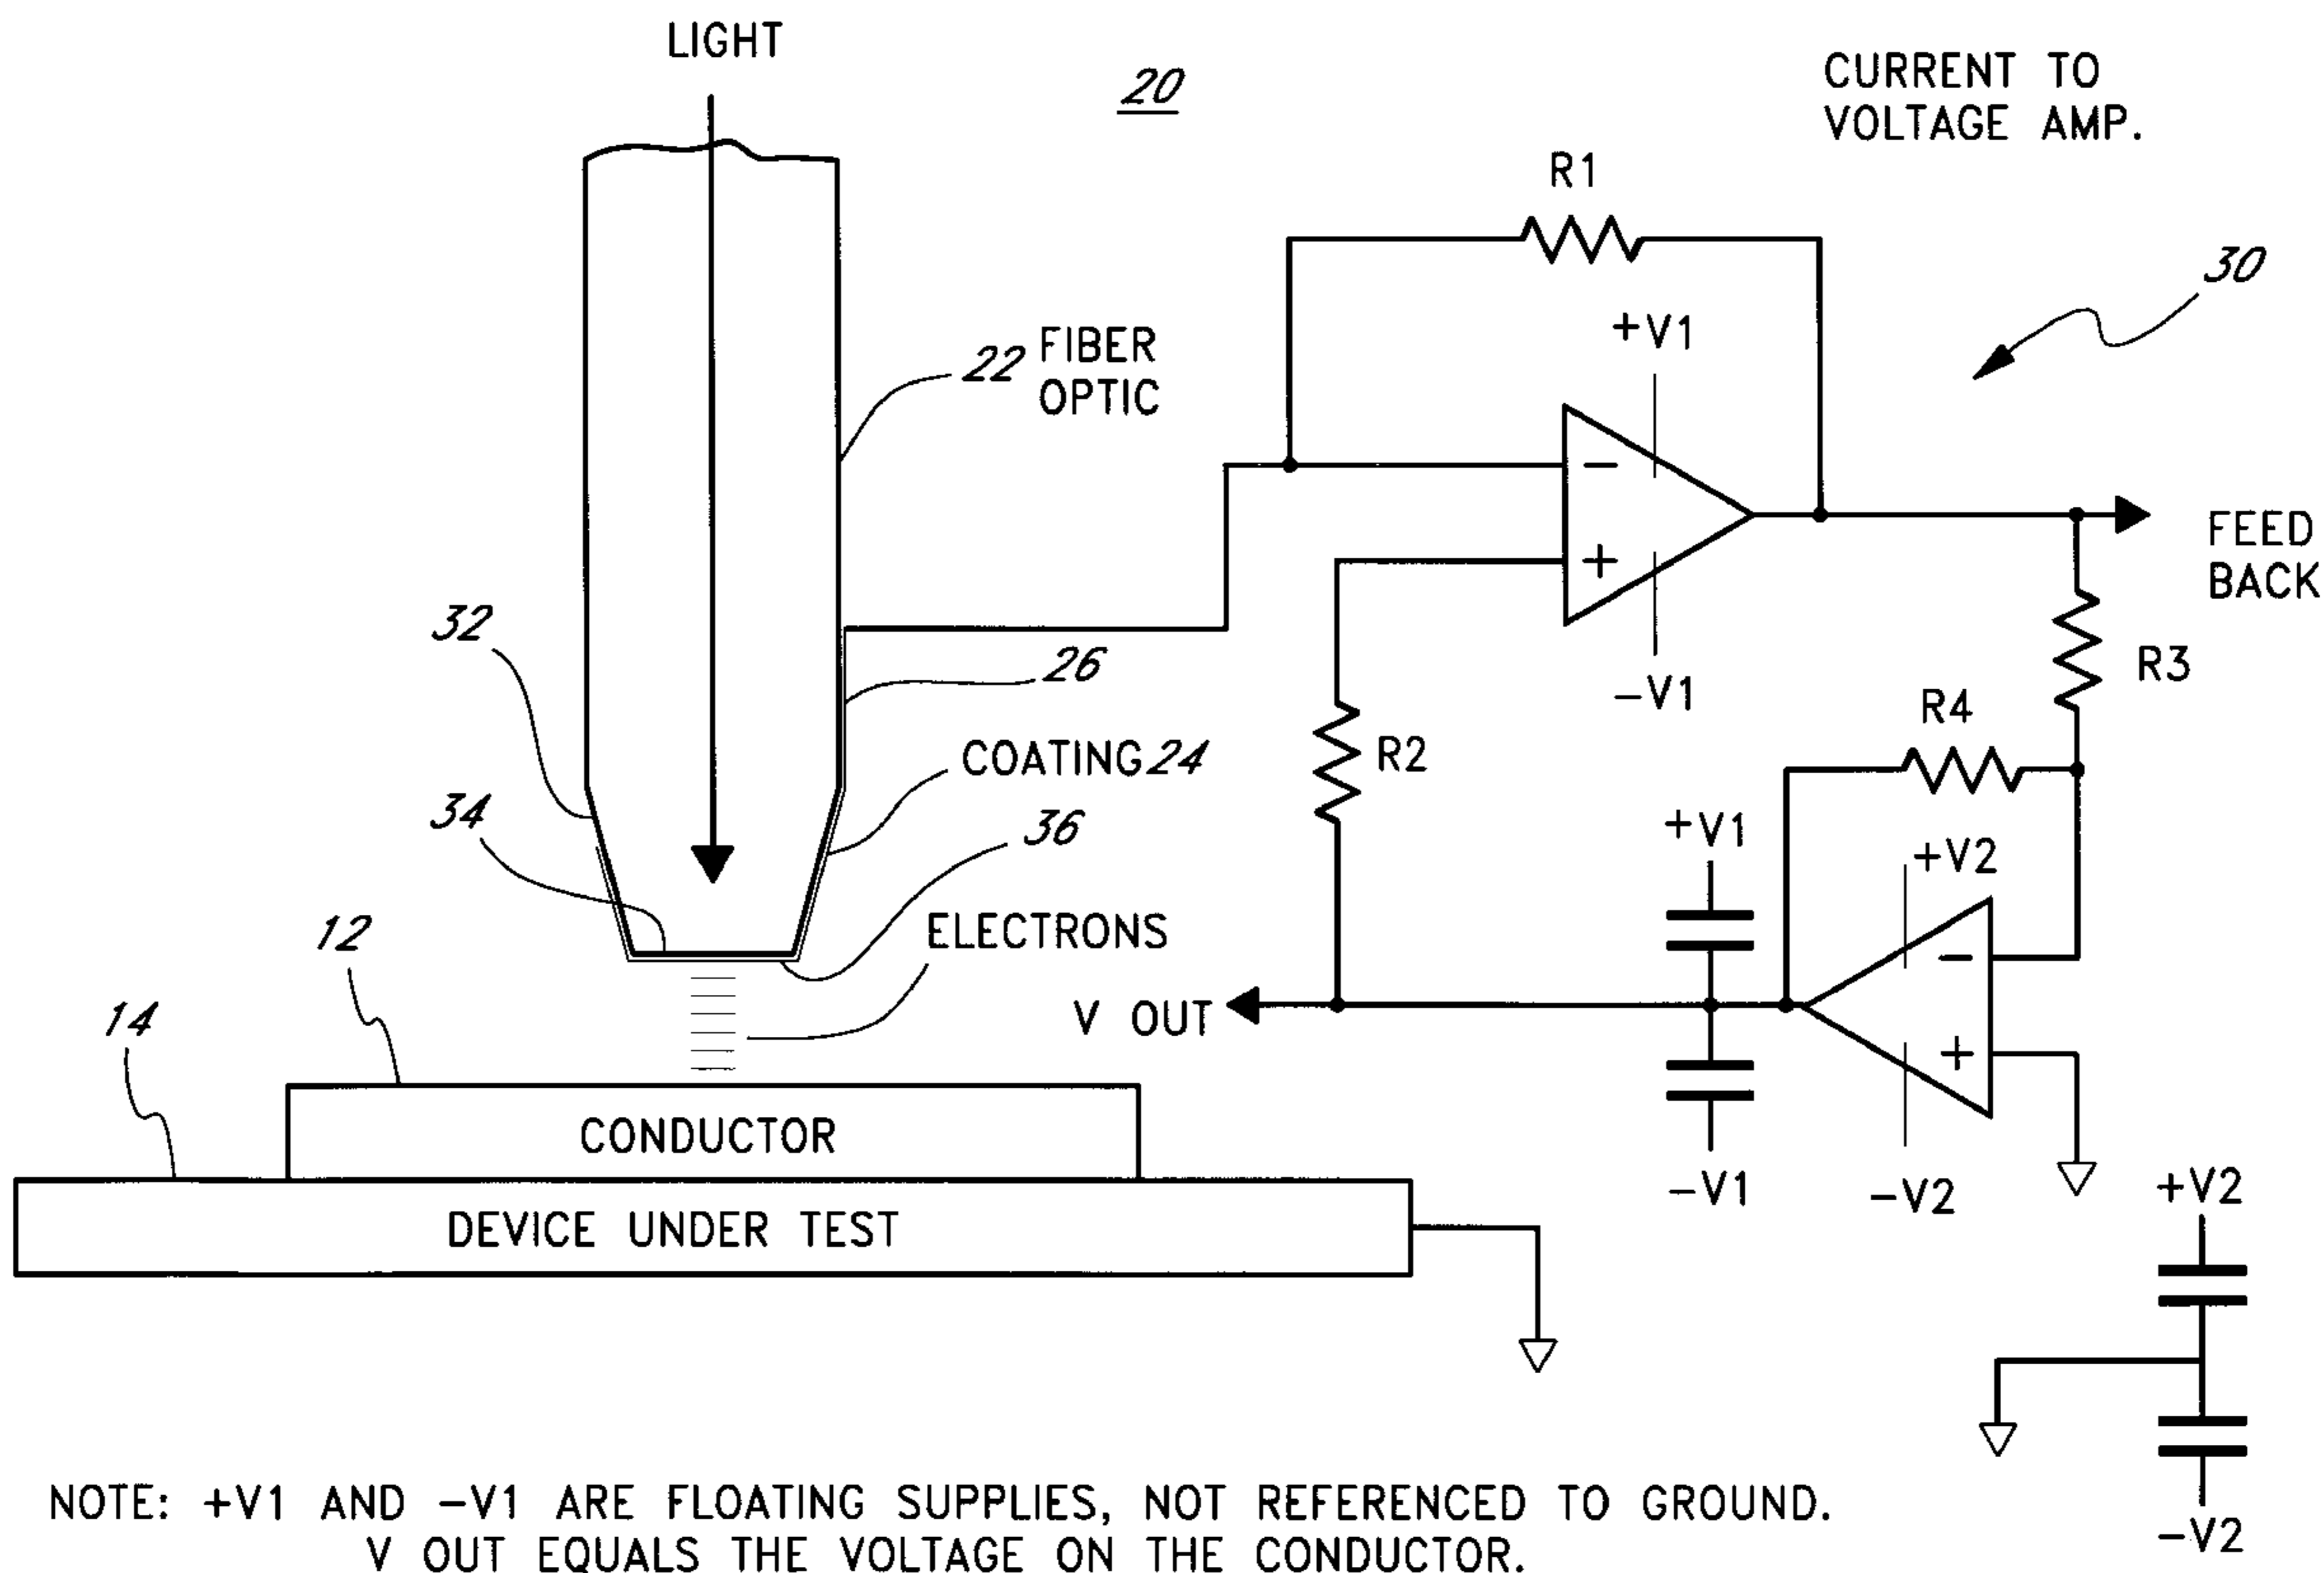 LIGHT
20
CURRENT TO
VOLTAGE AMP.
R1
30
+V1
22 FIBER
OPTIC
−
+
FEED
BACK
32
26
−V1
R3
R4
R2
COATING 24
34
36
+V1
+V2
12
ELECTRONS
−
14
V OUT
+
CONDUCTOR
−V1
−V2
+V2
DEVICE UNDER TEST
NOTE: +V1 AND −V1 ARE FLOATING SUPPLIES, NOT REFERENCED TO GROUND.
V OUT EQUALS THE VOLTAGE ON THE CONDUCTOR.
−V2